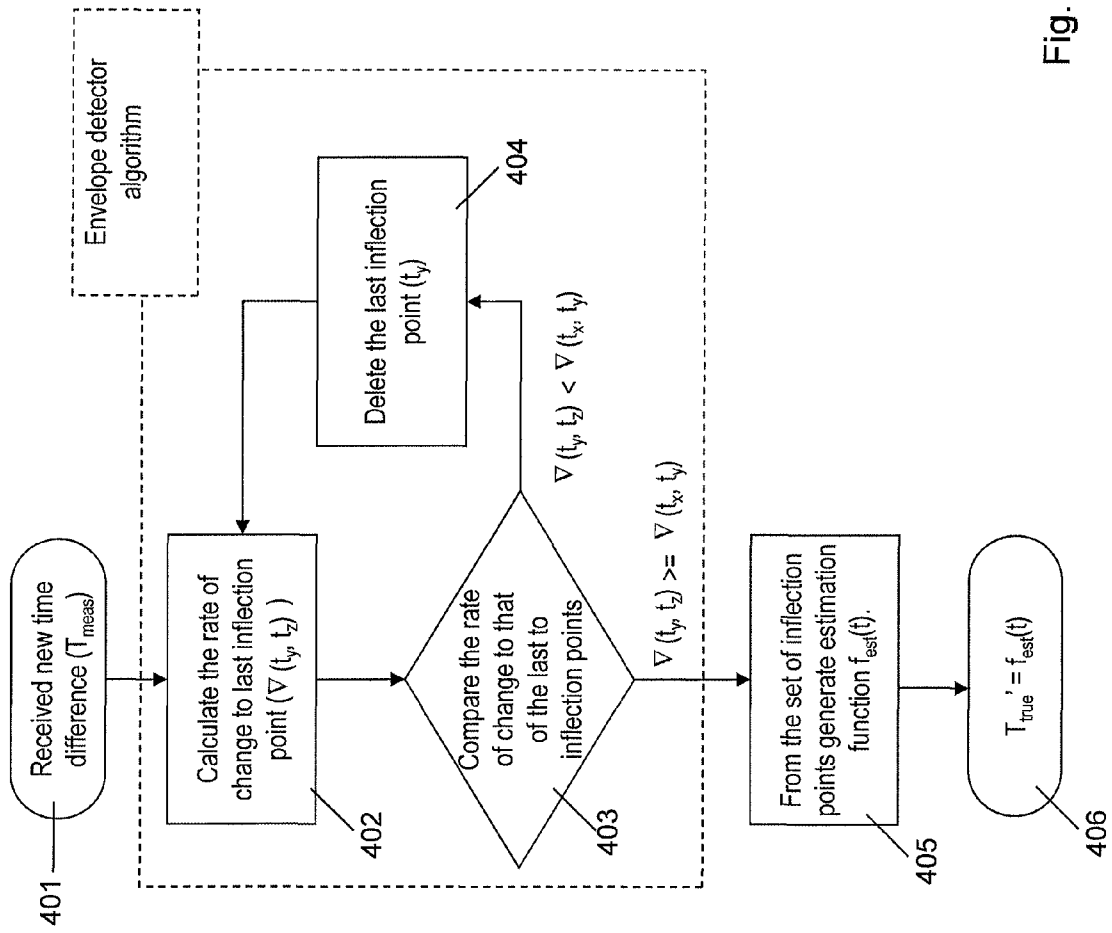 Envelope detector
algorithm
401
Received new time
difference (T_meas)
Calculate the rate of
change to last inflection
point (∇ (t_y, t_z) )
402
Delete the last inflection
point (t_y)
404
Compare the rate
of change to that
of the last to
inflection points
403
∇ (t_y, t_z) < ∇ (t_x, t_y)
∇ (t_y, t_z) >= ∇ (t_x, t_y)
From the set of inflection
points generate estimation
function f_est(t).
405
T_true' = f_est(t)
406
Fig.